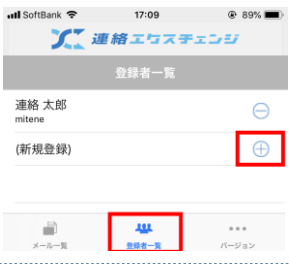 SoftBank 17:09 89%
連絡エクスチェンジ
登録者一覧
連絡 太郎
mitene
(新規登録)
メール一覧 登録者一覧 バージョン